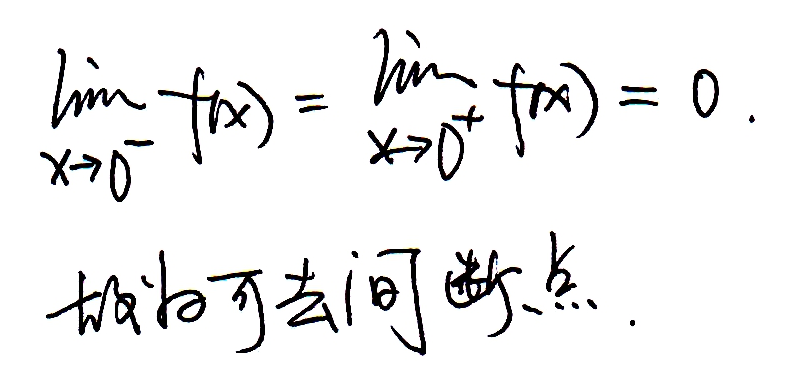 lim_{x→0⁻} f(x) = lim_{x→0⁺} f(x) = 0.
故为可去间断点.